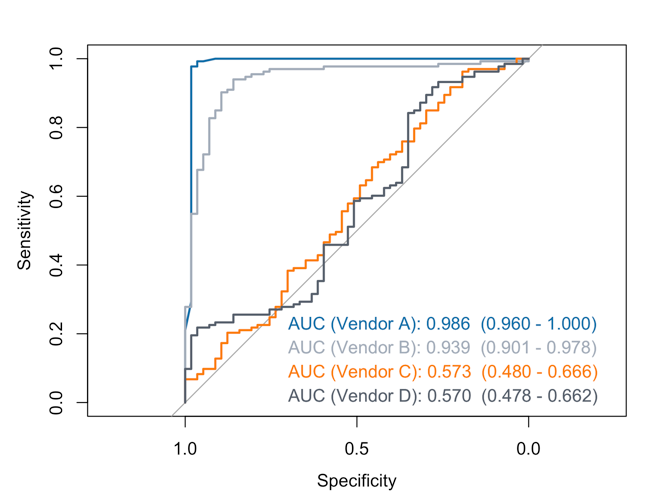 1.0
0.8
0.6
0.4
0.2
0.0
Sensitivity
AUC (Vendor A): 0.986 (0.960 - 1.000)
AUC (Vendor B): 0.939 (0.901 - 0.978)
AUC (Vendor C): 0.573 (0.480 - 0.666)
AUC (Vendor D): 0.570 (0.478 - 0.662)
1.0 0.5 0.0
Specificity